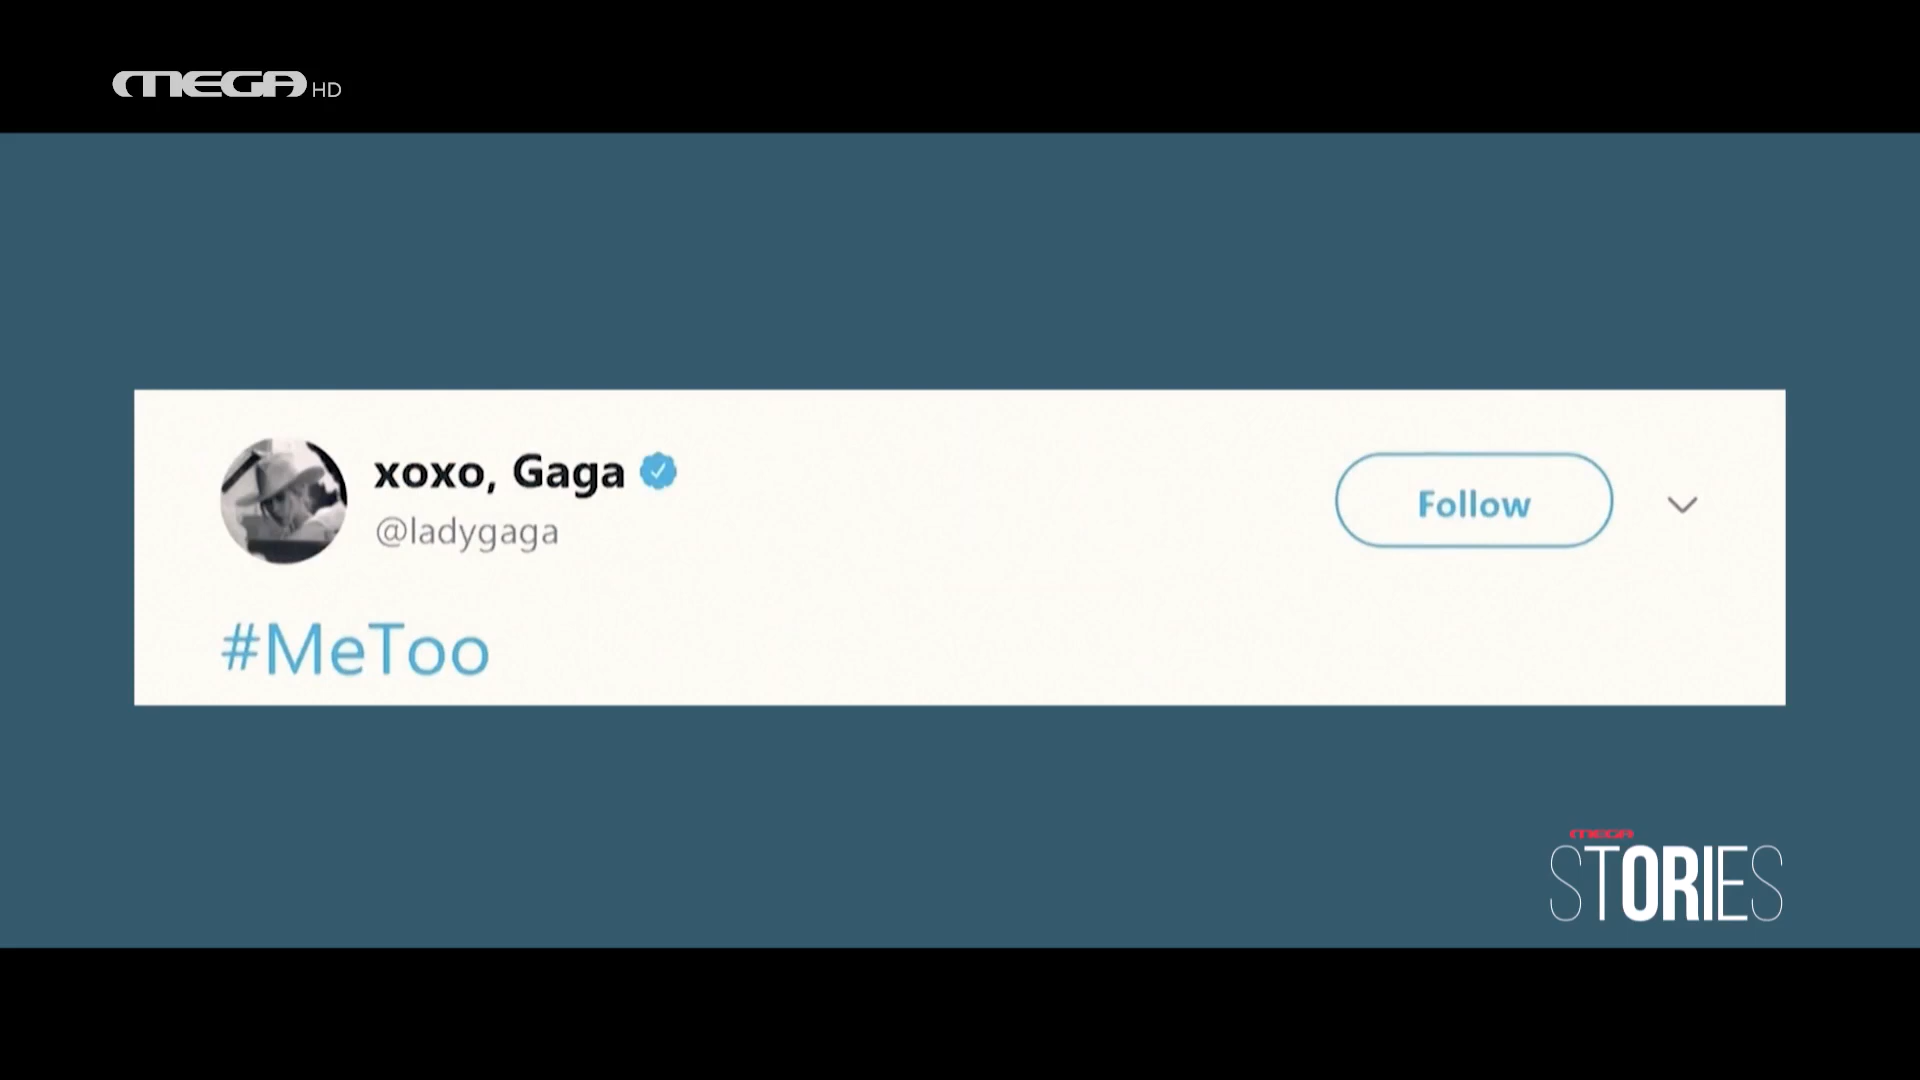 MEGA HD
xoxo, Gaga
@ladygaga
Follow
#MeToo
MEGA
STORIES